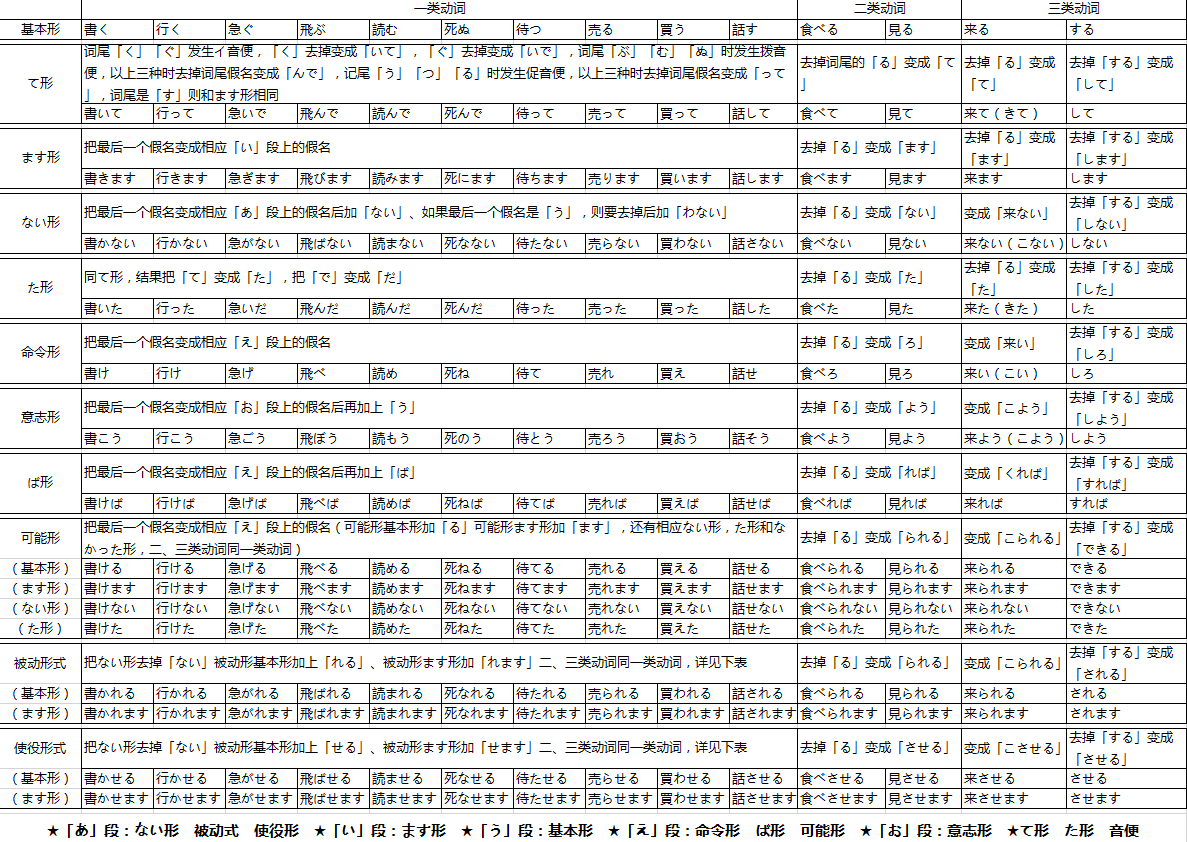 一类动词 二类动词 三类动词
基本形 書く 行く 急ぐ 飛ぶ 読む 死ぬ 待つ 売る 買う 話す 食べる 見る 来る する
て形
词尾「く」「ぐ」发生イ音便，「く」去掉变成「いて」，「ぐ」去掉变成「いで」，词尾「ぶ」「む」「ぬ」时发生拨音
便，以上三种时去掉词尾假名变成「んで」，记尾「う」「つ」「る」时发生促音便，以上三种时去掉词尾假名变成「って
」，词尾是「す」则和ます形相同
去掉词尾的「る」变成「て
」
去掉「る」变成
「て」
去掉「する」变成
「して」
書いて 行って 急いで 飛んで 読んで 死んで 待って 売って 買って 話して 食べて 見て 来て（きて） して
ます形
把最后一个假名变成相应「い」段上的假名
去掉「る」变成「ます」
去掉「る」变成
「ます」
去掉「する」变成
「します」
書きます 行きます 急ぎます 飛びます 読みます 死にます 待ちます 売ります 買います 話します 食べます 見ます 来ます します
ない形
把最后一个假名变成相应「あ」段上的假名后加「ない」、如果最后一个假名是「う」，则要去掉后加「わない」
去掉「る」变成「ない」
变成「来ない」
去掉「する」变成
「しない」
書かない 行かない 急がない 飛ばない 読まない 死なない 待たない 売らない 買わない 話さない 食べない 見ない 来ない（こない） しない
た形
同て形，结果把「て」变成「た」，把「で」变成「だ」
去掉「る」变成「た」
去掉「る」变成
「た」
去掉「する」变成
「した」
書いた 行った 急いだ 飛んだ 読んだ 死んだ 待った 売った 買った 話した 食べた 見た 来た（きた） した
命令形
把最后一个假名变成相应「え」段上的假名
去掉「る」变成「ろ」
变成「来い」
去掉「する」变成
「しろ」
書け 行け 急げ 飛べ 読め 死ね 待て 売れ 買え 話せ 食べろ 見ろ 来い（こい） しろ
意志形
把最后一个假名变成相应「お」段上的假名后再加上「う」
去掉「る」变成「よう」
变成「こよう」
去掉「する」变成
「しよう」
書こう 行こう 急ごう 飛ぼう 読もう 死のう 待とう 売ろう 買おう 話そう 食べよう 見よう 来よう（こよう） しよう
ば形
把最后一个假名变成相应「え」段上的假名后再加上「ば」
去掉「る」变成「れば」
变成「くれば」
去掉「する」变成
「すれば」
書けば 行けば 急げば 飛べば 読めば 死ねば 待てば 売れば 買えば 話せば 食べれば 見れば 来れば すれば
可能形
把最后一个假名变成相应「え」段上的假名（可能形基本形加「る」可能形ます形加「ます」，还有相应ない形，た形和な
かった形，二、三类动词同一类动词）
去掉「る」变成「られる」
变成「こられる」
去掉「する」变成
「できる」
（基本形） 書ける 行ける 急げる 飛べる 読める 死ねる 待てる 売れる 買える 話せる 食べられる 見られる 来られる できる
（ます形） 書けます 行けます 急げます 飛べます 読めます 死ねます 待てます 売れます 買えます 話せます 食べられます 見られます 来られます できます
（ない形） 書けない 行けない 急げない 飛べない 読めない 死ねない 待てない 売れない 買えない 話せない 食べられない 見られない 来られない できない
（た形） 書けた 行けた 急げた 飛べた 読めた 死ねた 待てた 売れた 買えた 話せた 食べられた 見られた 来られた できた
被动形式
把ない形去掉「ない」被动形基本形加上「れる」、被动形ます形加「れます」二、三类动词同一类动词，详见下表
去掉「る」变成「られる」
变成「こられる」
去掉「する」变成
「される」
（基本形） 書かれる 行かれる 急がれる 飛ばれる 読まれる 死なれる 待たれる 売られる 買われる 話される 食べられる 見られる 来られる される
（ます形） 書かれます 行かれます 急がれます 飛ばれます 読まれます 死なれます 待たれます 売られます 買われます 話されます 食べられます 見られます 来られます されます
使役形式
把ない形去掉「ない」被动形基本形加上「せる」、被动形ます形加「せます」二、三类动词同一类动词，详见下表
去掉「る」变成「させる」
变成「こさせる」
去掉「する」变成
「させる」
（基本形） 書かせる 行かせる 急がせる 飛ばせる 読ませる 死なせる 待たせる 売らせる 買わせる 話させる 食べさせる 見させる 来させる させる
（ます形） 書かせます 行かせます 急がせます 飛ばせます 読ませます 死なせます 待たせます 売らせます 買わせます 話させます 食べさせます 見させます 来させます させます
★「あ」段：ない形 被动式 使役形 ★「い」段：ます形 ★「う」段：基本形 ★「え」段：命令形 ば形 可能形 ★「お」段：意志形 ★て形 た形 音便